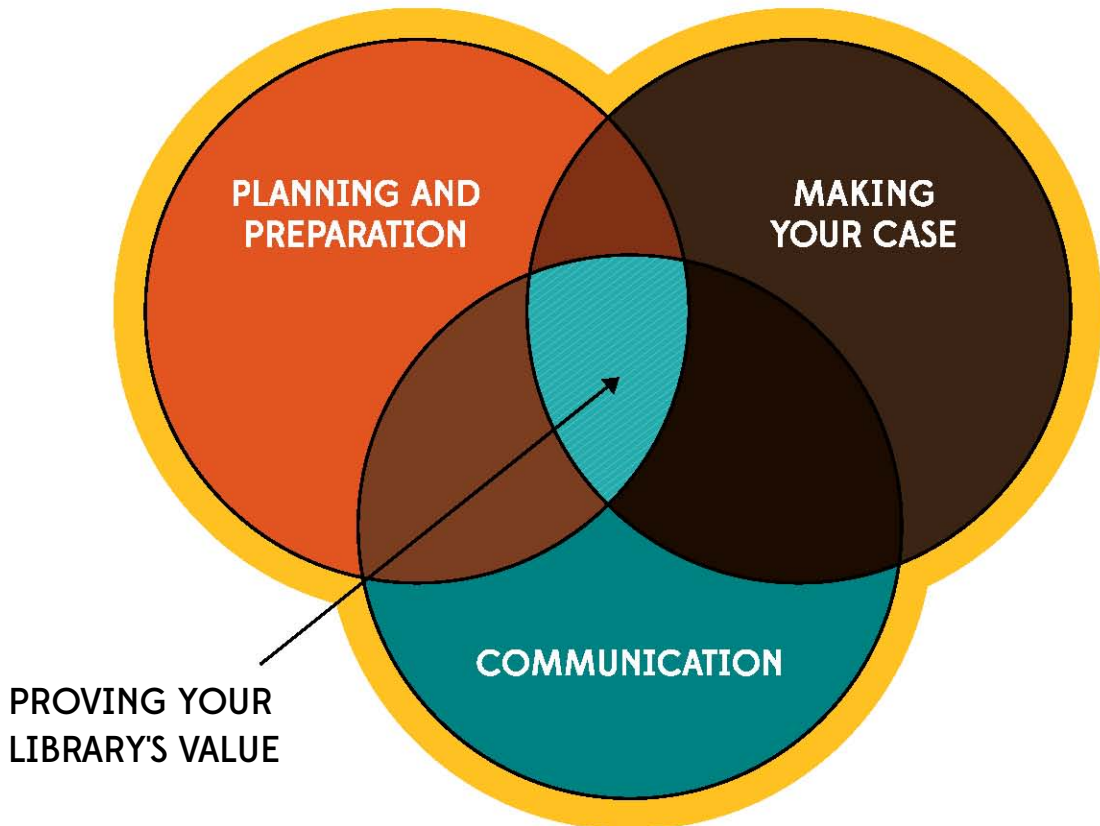 PLANNING AND
PREPARATION
MAKING
YOUR CASE
COMMUNICATION
PROVING YOUR
LIBRARY'S VALUE